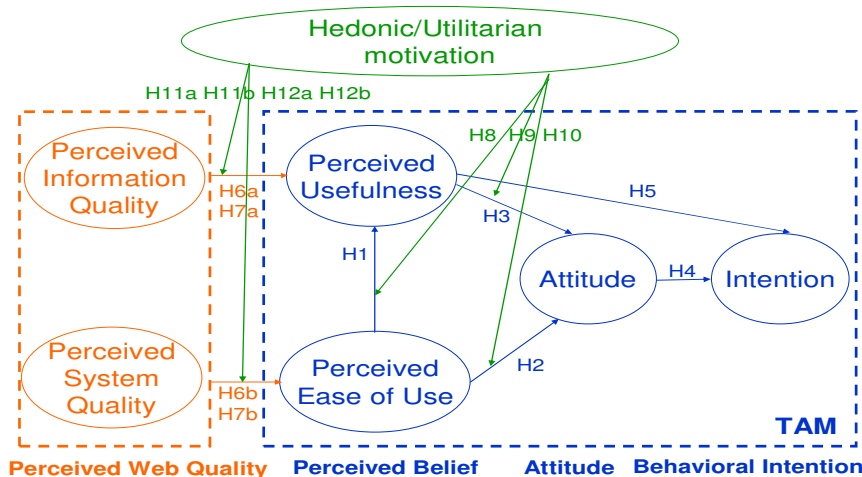 Hedonic/Utilitarian
motivation
H11a H11b H12a H12b
H8 H9 H10
Perceived
Information
Quality
H6a
H7a
Perceived
Usefulness
H5
H3
H1
Attitude
H4
Intention
Perceived
System
Quality
H6b
H7b
Perceived
Ease of Use
H2
TAM
Perceived Web Quality
Perceived Belief
Attitude
Behavioral Intention